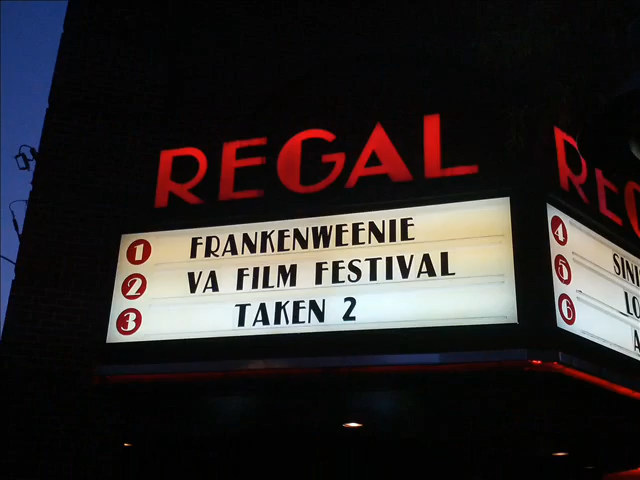 REGAL
1 FRANKENWEENIE
2 VA FILM FESTIVAL
3 TAKEN 2
4
5
6